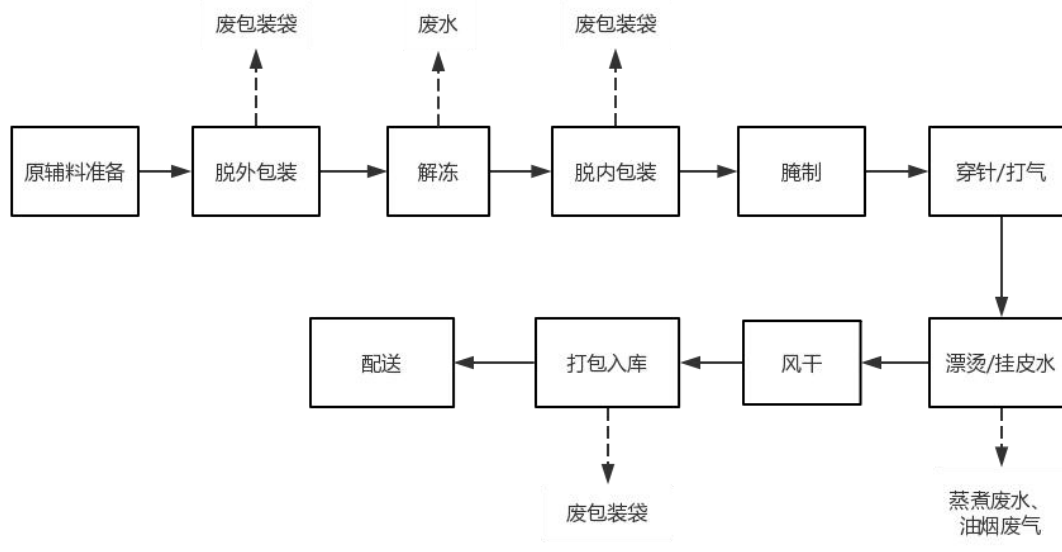 废包装袋
废水
废包装袋
原辅料准备
脱外包装
解冻
脱内包装
腌制
穿针/打气
配送
打包入库
风干
漂烫/挂皮水
废包装袋
蒸煮废水、
油烟废气